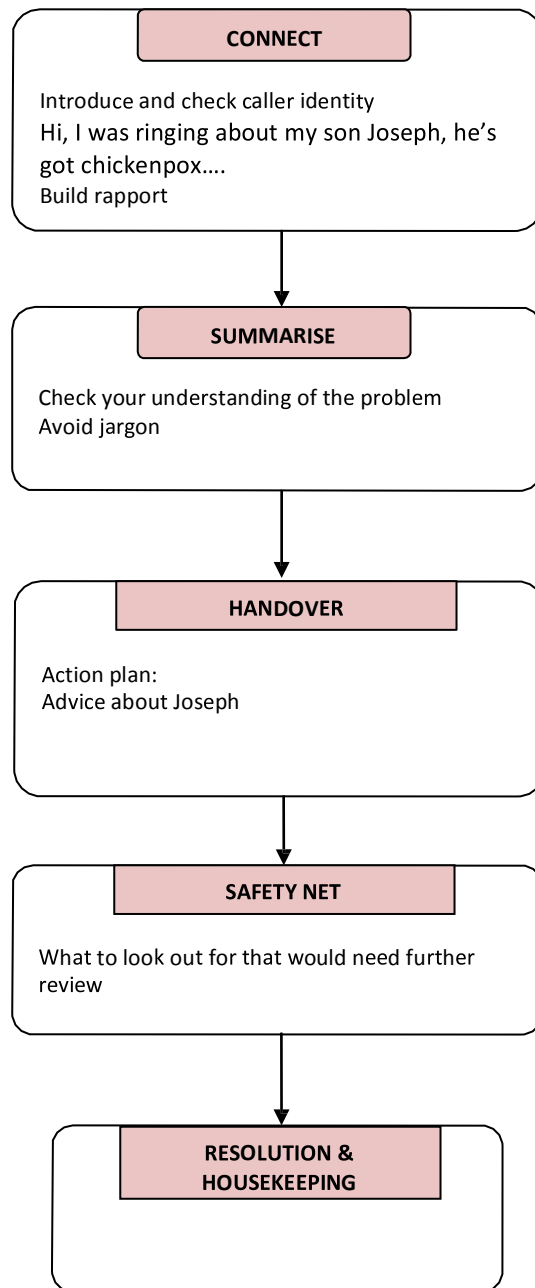 CONNECT
Introduce and check caller identity
Hi, I was ringing about my son Joseph, he’s
got chickenpox….
Build rapport
SUMMARISE
Check your understanding of the problem
Avoid jargon
HANDOVER
Action plan:
Advice about Joseph
SAFETY NET
What to look out for that would need further
review
RESOLUTION &
HOUSEKEEPING